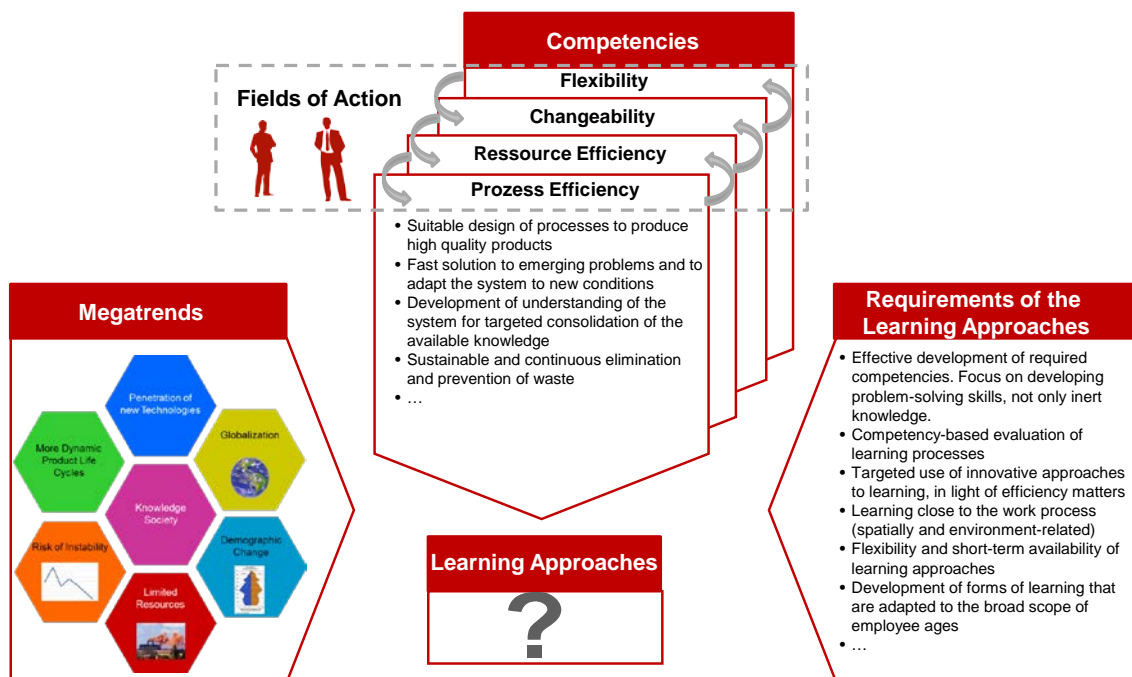 Competencies
Fields of Action
Flexibility
Changeability
Ressource Efficiency
Prozess Efficiency
• Suitable design of processes to produce
high quality products
• Fast solution to emerging problems and to
adapt the system to new conditions
• Development of understanding of the
system for targeted consolidation of the
available knowledge
• Sustainable and continuous elimination
and prevention of waste
• …
Megatrends
Penetration of
new Technologies
Globalization
More Dynamic
Product Life
Cycles
Knowledge
Society
Risk of Instability
Demographic
Change
Limited
Resources
Learning Approaches
?
Requirements of the
Learning Approaches
• Effective development of required
competencies. Focus on developing
problem-solving skills, not only inert
knowledge.
• Competency-based evaluation of
learning processes
• Targeted use of innovative approaches
to learning, in light of efficiency matters
• Learning close to the work process
(spatially and environment-related)
• Flexibility and short-term availability of
learning approaches
• Development of forms of learning that
are adapted to the broad scope of
employee ages
• …